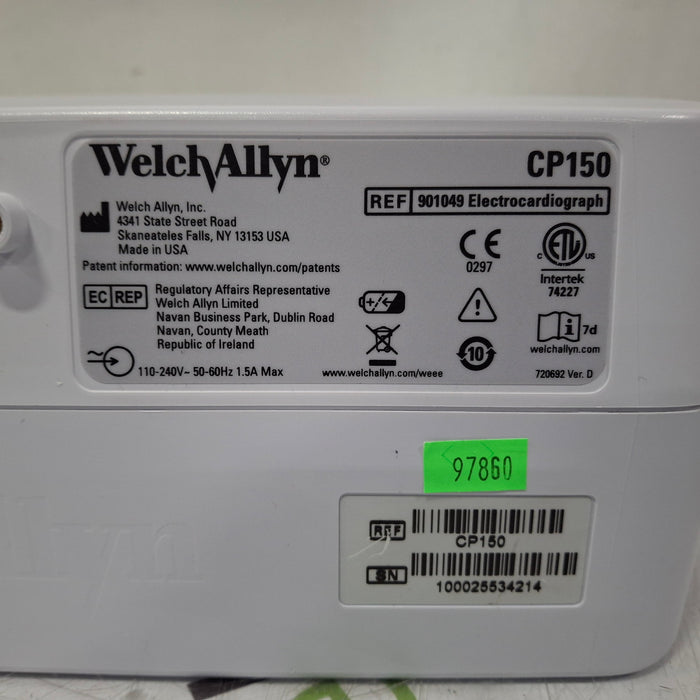 WelchAllyn®
CP150
REF 901049 Electrocardiograph
Welch Allyn, Inc.
4341 State Street Road
Skaneateles Falls, NY 13153 USA
Made in USA
Patent information: www.welchallyn.com/patents
EC REP
Regulatory Affairs Representative
Welch Allyn Limited
Navan Business Park, Dublin Road
Navan, County Meath
Republic of Ireland
110-240V~ 50-60Hz 1.5A Max
www.welchallyn.com/weee
CE
0297
10
C ETL US
Intertek
74227
i 7d
welchallyn.com
720692 Ver. D
97860
Allyn
REF
CP150
SN
100025534214